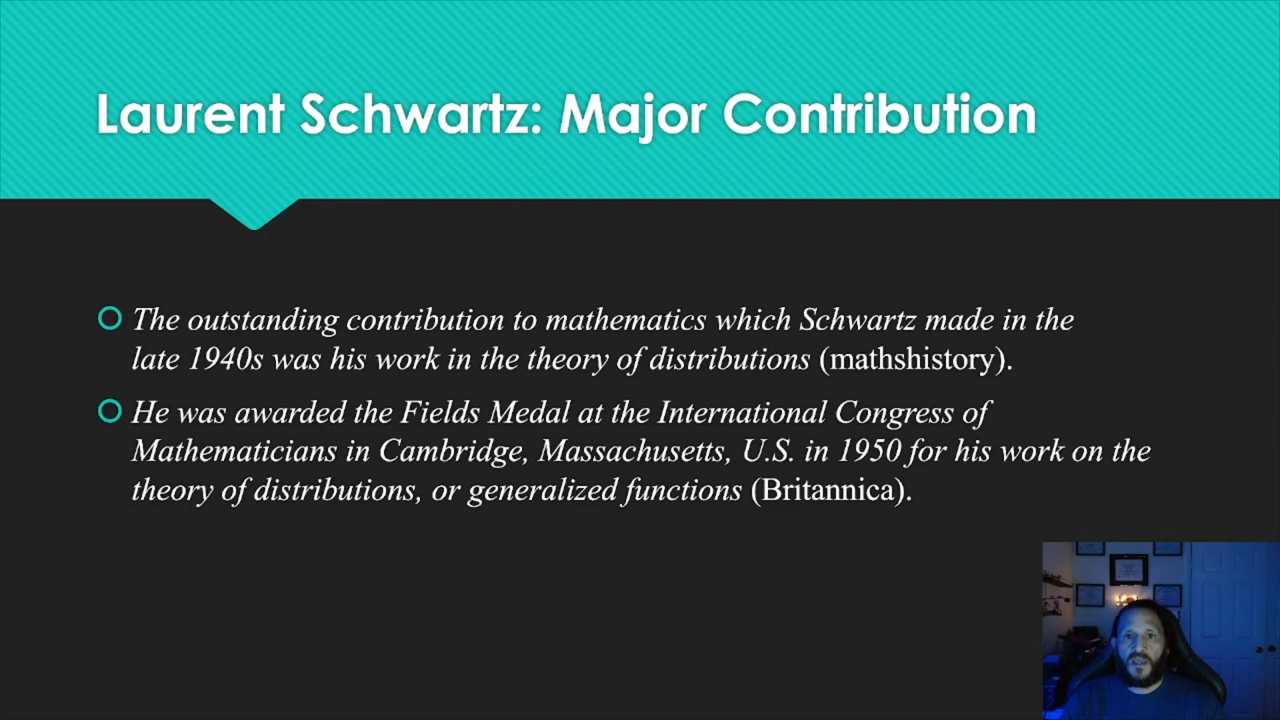 Laurent Schwartz: Major Contribution
The outstanding contribution to mathematics which Schwartz made in the
late 1940s was his work in the theory of distributions (mathshistory).
He was awarded the Fields Medal at the International Congress of
Mathematicians in Cambridge, Massachusetts, U.S. in 1950 for his work on the
theory of distributions, or generalized functions (Britannica).